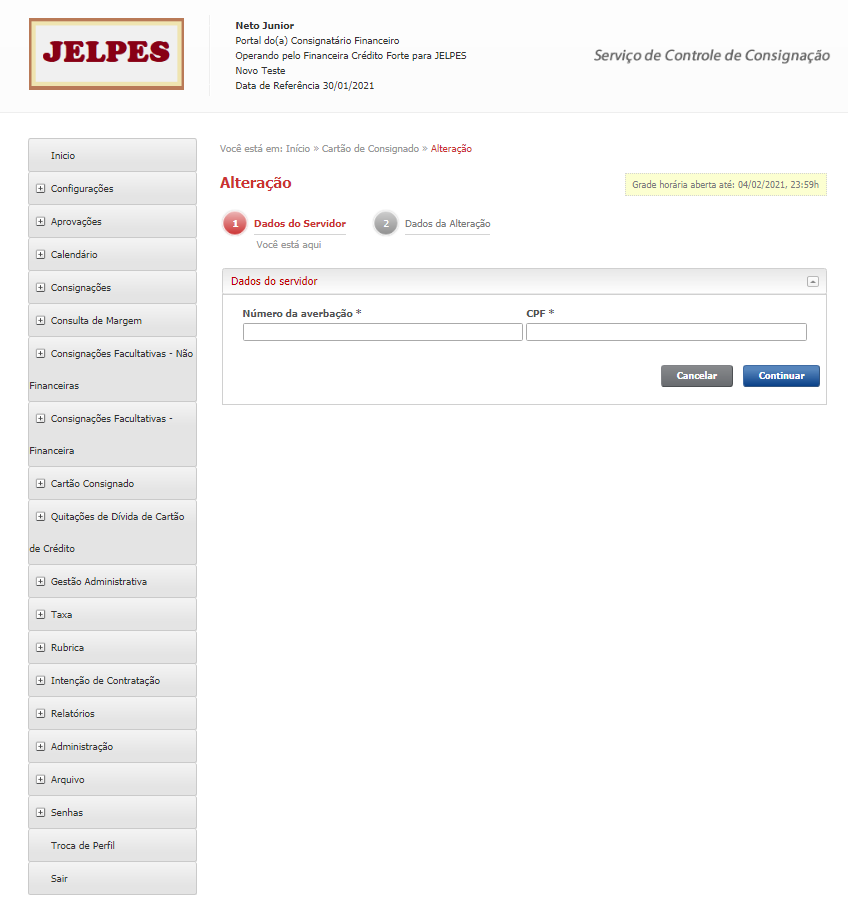 JELPES
Neto Junior
Portal do(a) Consignatário Financeiro
Operando pelo Financeira Crédito Forte para JELPES
Novo Teste
Data de Referência 30/01/2021
Serviço de Controle de Consignação
Inicio
Configurações
Aprovações
Calendário
Consignações
Consulta de Margem
Consignações Facultativas - Não
Financeiras
Consignações Facultativas -
Financeira
Cartão Consignado
Quitações de Dívida de Cartão
de Crédito
Gestão Administrativa
Taxa
Rubrica
Intenção de Contratação
Relatórios
Administração
Arquivo
Senhas
Troca de Perfil
Sair
Você está em: Início » Cartão de Consignado » Alteração
Alteração
Grade horária aberta até: 04/02/2021, 23:59h
1 Dados do Servidor
Você está aqui
2 Dados da Alteração
Dados do servidor
Número da averbação *
CPF *
Cancelar
Continuar